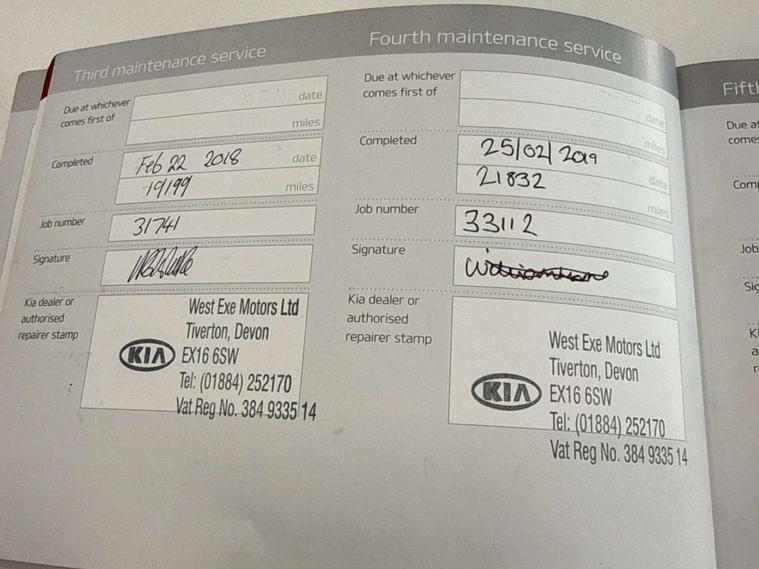 Third maintenance service
Due at whichever
comes first of
date
miles
Completed
Feb 22 2018
date
19199
miles
Job number
31741
Signature
Kia dealer or
authorised
repairer stamp
West Exe Motors Ltd
Tiverton, Devon
KIA EX16 6SW
Tel: (01884) 252170
Vat Reg No. 384 9335 14
Fourth maintenance service
Due at whichever
comes first of
date
miles
Completed
25/02/2019
date
21832
miles
Job number
33112
Signature
Kia dealer or
authorised
repairer stamp
West Exe Motors Ltd
Tiverton, Devon
KIA EX16 6SW
Tel: (01884) 252170
Vat Reg No. 384 9335 14
Fifth
Due at
come
Comp
Job
Sig
Ki
a
r